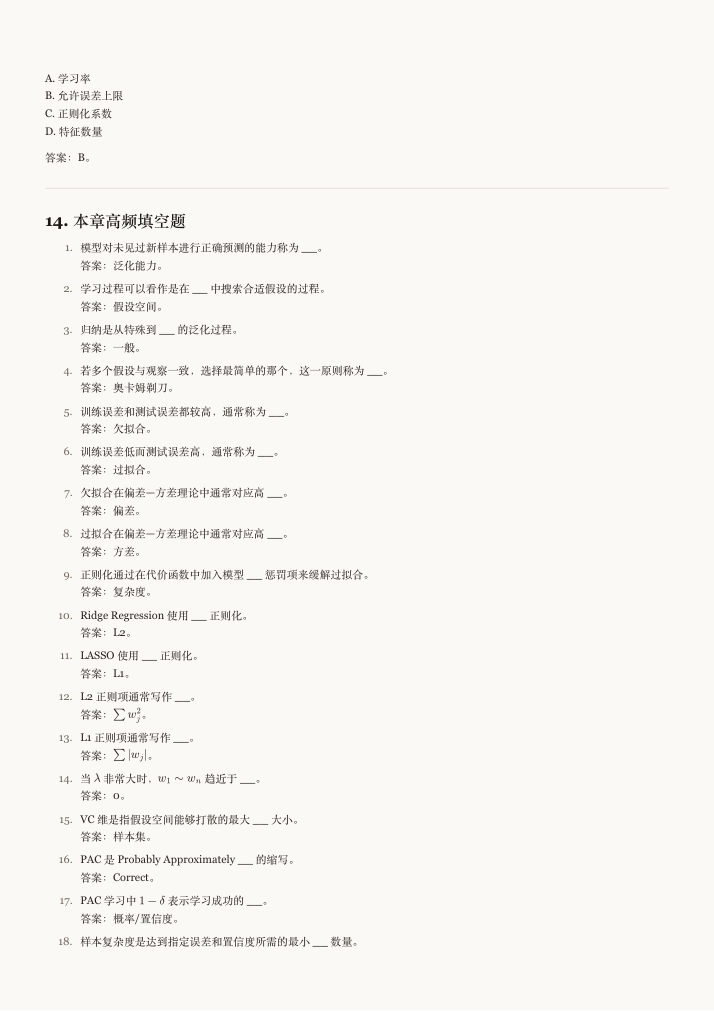 A. 学习率
B. 允许误差上限
C. 正则化系数
D. 特征数量
答案：B。
14. 本章高频填空题
1. 模型对未见过新样本进行正确预测的能力称为 ___。
答案：泛化能力。
2. 学习过程可以看作是在 ___ 中搜索合适假设的过程。
答案：假设空间。
3. 归纳是从特殊到 ___ 的泛化过程。
答案：一般。
4. 若多个假设与观察一致，选择最简单的那个，这一原则称为 ___。
答案：奥卡姆剃刀。
5. 训练误差和测试误差都较高，通常称为 ___。
答案：欠拟合。
6. 训练误差低而测试误差高，通常称为 ___。
答案：过拟合。
7. 欠拟合在偏差—方差理论中通常对应高 ___。
答案：偏差。
8. 过拟合在偏差—方差理论中通常对应高 ___。
答案：方差。
9. 正则化通过在代价函数中加入模型 ___ 惩罚项来缓解过拟合。
答案：复杂度。
10. Ridge Regression 使用 ___ 正则化。
答案：L2。
11. LASSO 使用 ___ 正则化。
答案：L1。
12. L2 正则项通常写作 ___。
答案：∑ w_j^2。
13. L1 正则项通常写作 ___。
答案：∑ |w_j|。
14. 当 λ 非常大时，w_1 ∼ w_n 趋近于 ___。
答案：0。
15. VC 维是指假设空间能够打散的最大 ___ 大小。
答案：样本集。
16. PAC 是 Probably Approximately ___ 的缩写。
答案：Correct。
17. PAC 学习中 1 − δ 表示学习成功的 ___。
答案：概率/置信度。
18. 样本复杂度是达到指定误差和置信度所需的最小 ___ 数量。